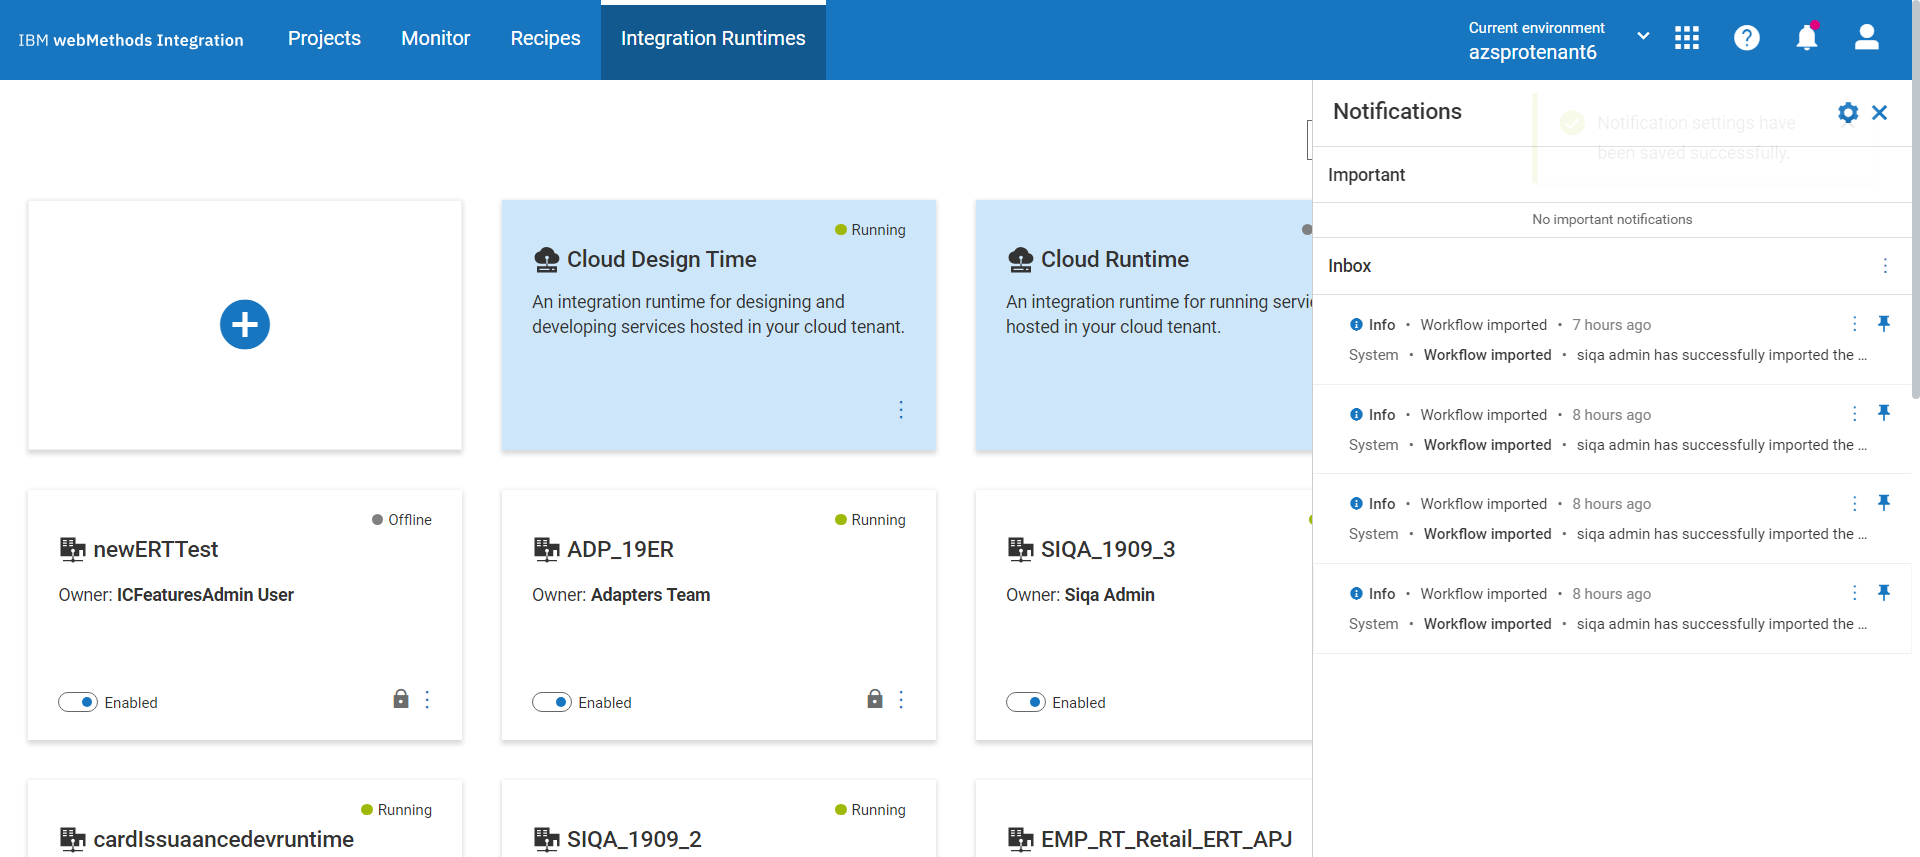 IBM webMethods Integration
Projects
Monitor
Recipes
Integration Runtimes
Current environment
azsprotenant6
Notifications
Notification settings have
been saved successfully.
Important
No important notifications
Inbox
Info • Workflow imported • 7 hours ago
System • Workflow imported • siqa admin has successfully imported the ...
Info • Workflow imported • 8 hours ago
System • Workflow imported • siqa admin has successfully imported the ...
Info • Workflow imported • 8 hours ago
System • Workflow imported • siqa admin has successfully imported the ...
Info • Workflow imported • 8 hours ago
System • Workflow imported • siqa admin has successfully imported the ...
Running
Cloud Design Time
An integration runtime for designing and
developing services hosted in your cloud tenant.
Cloud Runtime
An integration runtime for running
hosted in your cloud tenant.
Offline
newERTTest
Owner: ICFeaturesAdmin User
Enabled
Running
ADP_19ER
Owner: Adapters Team
Enabled
SIQA_1909_3
Owner: Siqa Admin
Enabled
Running
cardIssuaancedevruntime
Running
SIQA_1909_2
EMP_RT_Retail_ERT_APJ